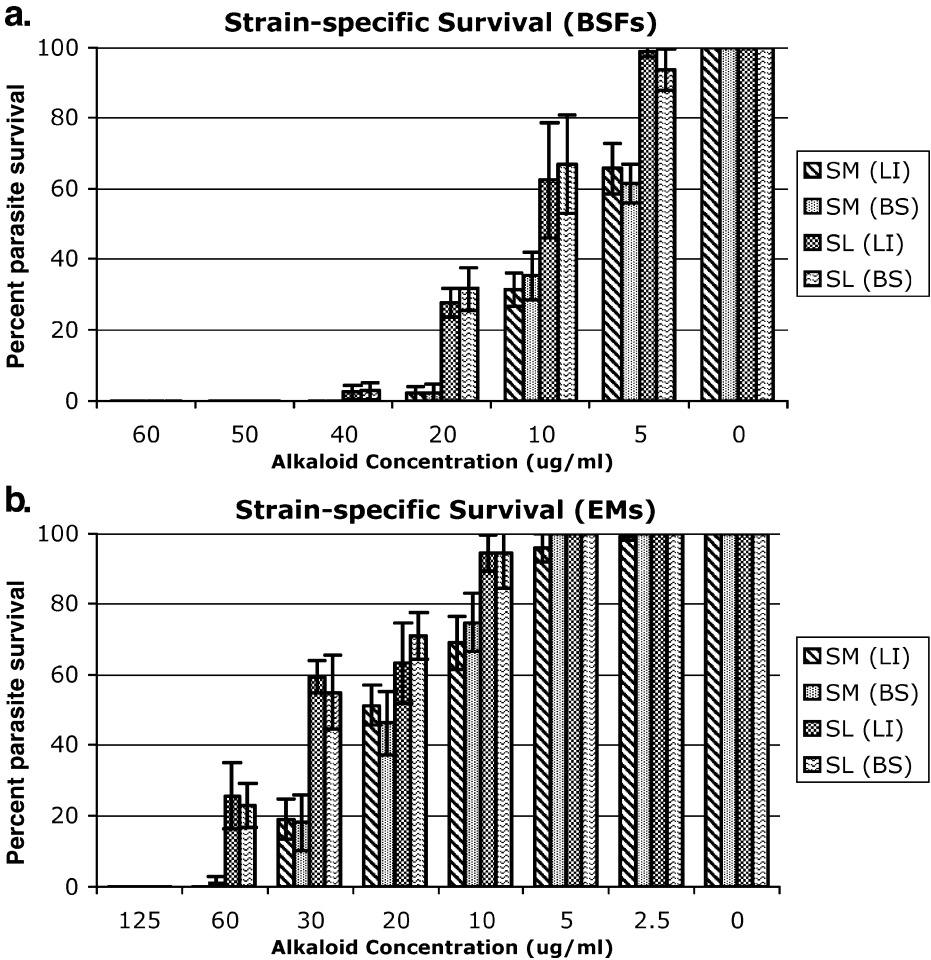 a.
Strain-specific Survival (BSFs)
Percent parasite survival
100
80
60
40
20
0
60 50 40 20 10 5 0
Alkaloid Concentration (ug/ml)
SM (LI)
SM (BS)
SL (LI)
SL (BS)
b.
Strain-specific Survival (EMs)
Percent parasite survival
100
80
60
40
20
0
125 60 30 20 10 5 2.5 0
Alkaloid Concentration (ug/ml)
SM (LI)
SM (BS)
SL (LI)
SL (BS)